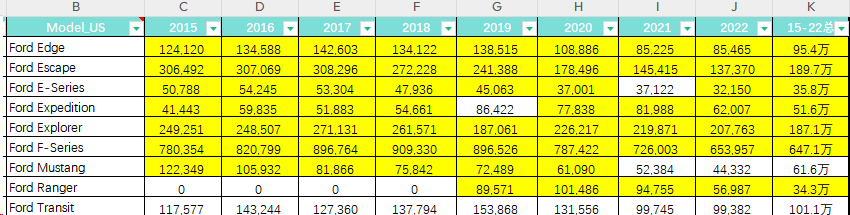 B C D E F G H I J K
Model_US 2015 2016 2017 2018 2019 2020 2021 2022 15-22总
Ford Edge 124,120 134,588 142,603 134,122 138,515 108,886 85,225 85,465 95.4万
Ford Escape 306,492 307,069 308,296 272,228 241,388 178,496 145,415 137,370 189.7万
Ford E-Series 50,788 54,245 53,304 47,936 45,063 37,001 37,122 32,150 35.8万
Ford Expedition 41,443 59,835 51,883 54,661 86,422 77,838 81,988 62,007 51.6万
Ford Explorer 249,251 248,507 271,131 261,571 187,061 226,217 219,871 207,763 187.1万
Ford F-Series 780,354 820,799 896,764 909,330 896,526 787,422 726,003 653,957 647.1万
Ford Mustang 122,349 105,932 81,866 75,842 72,489 61,090 52,384 44,332 61.6万
Ford Ranger 0 0 0 0 89,571 101,486 94,755 56,987 34.3万
Ford Transit 117,577 143,244 127,360 137,794 153,868 131,556 99,745 99,382 101.1万